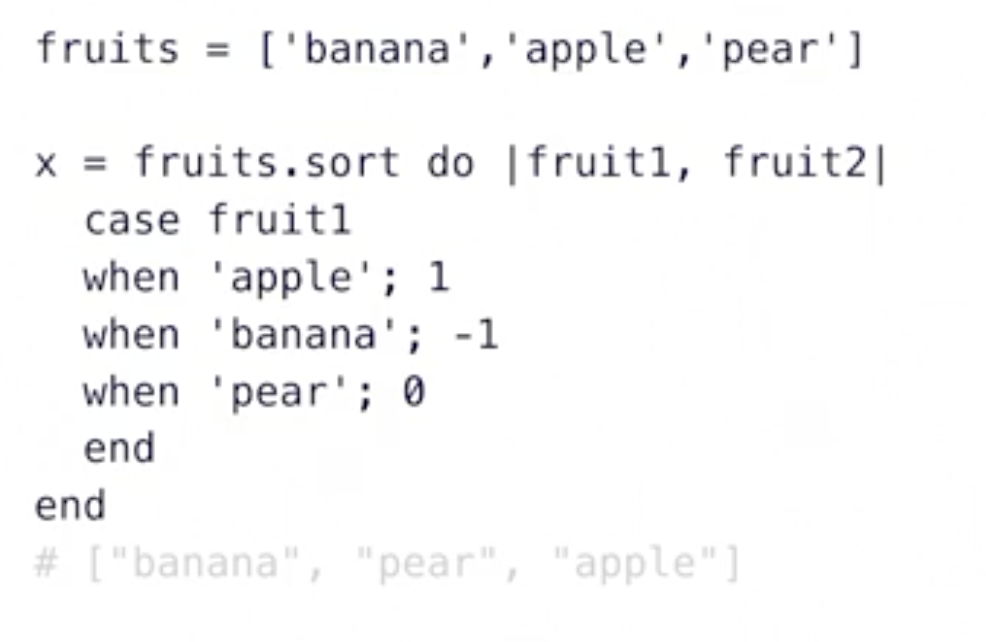 fruits = ['banana','apple','pear']
x = fruits.sort do |fruit1, fruit2|
  case fruit1
  when 'apple'; 1
  when 'banana'; -1
  when 'pear'; 0
  end
end
# ["banana", "pear", "apple"]